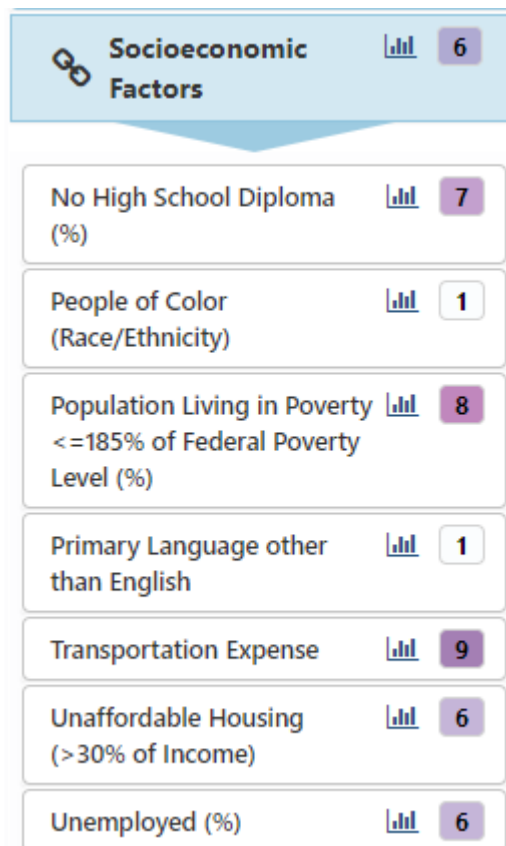 Socioeconomic 6
Factors
No High School Diploma 7
(%)
People of Color 1
(Race/Ethnicity)
Population Living in Poverty 8
<=185% of Federal Poverty
Level (%)
Primary Language other 1
than English
Transportation Expense 9
Unaffordable Housing 6
(>30% of Income)
Unemployed (%) 6